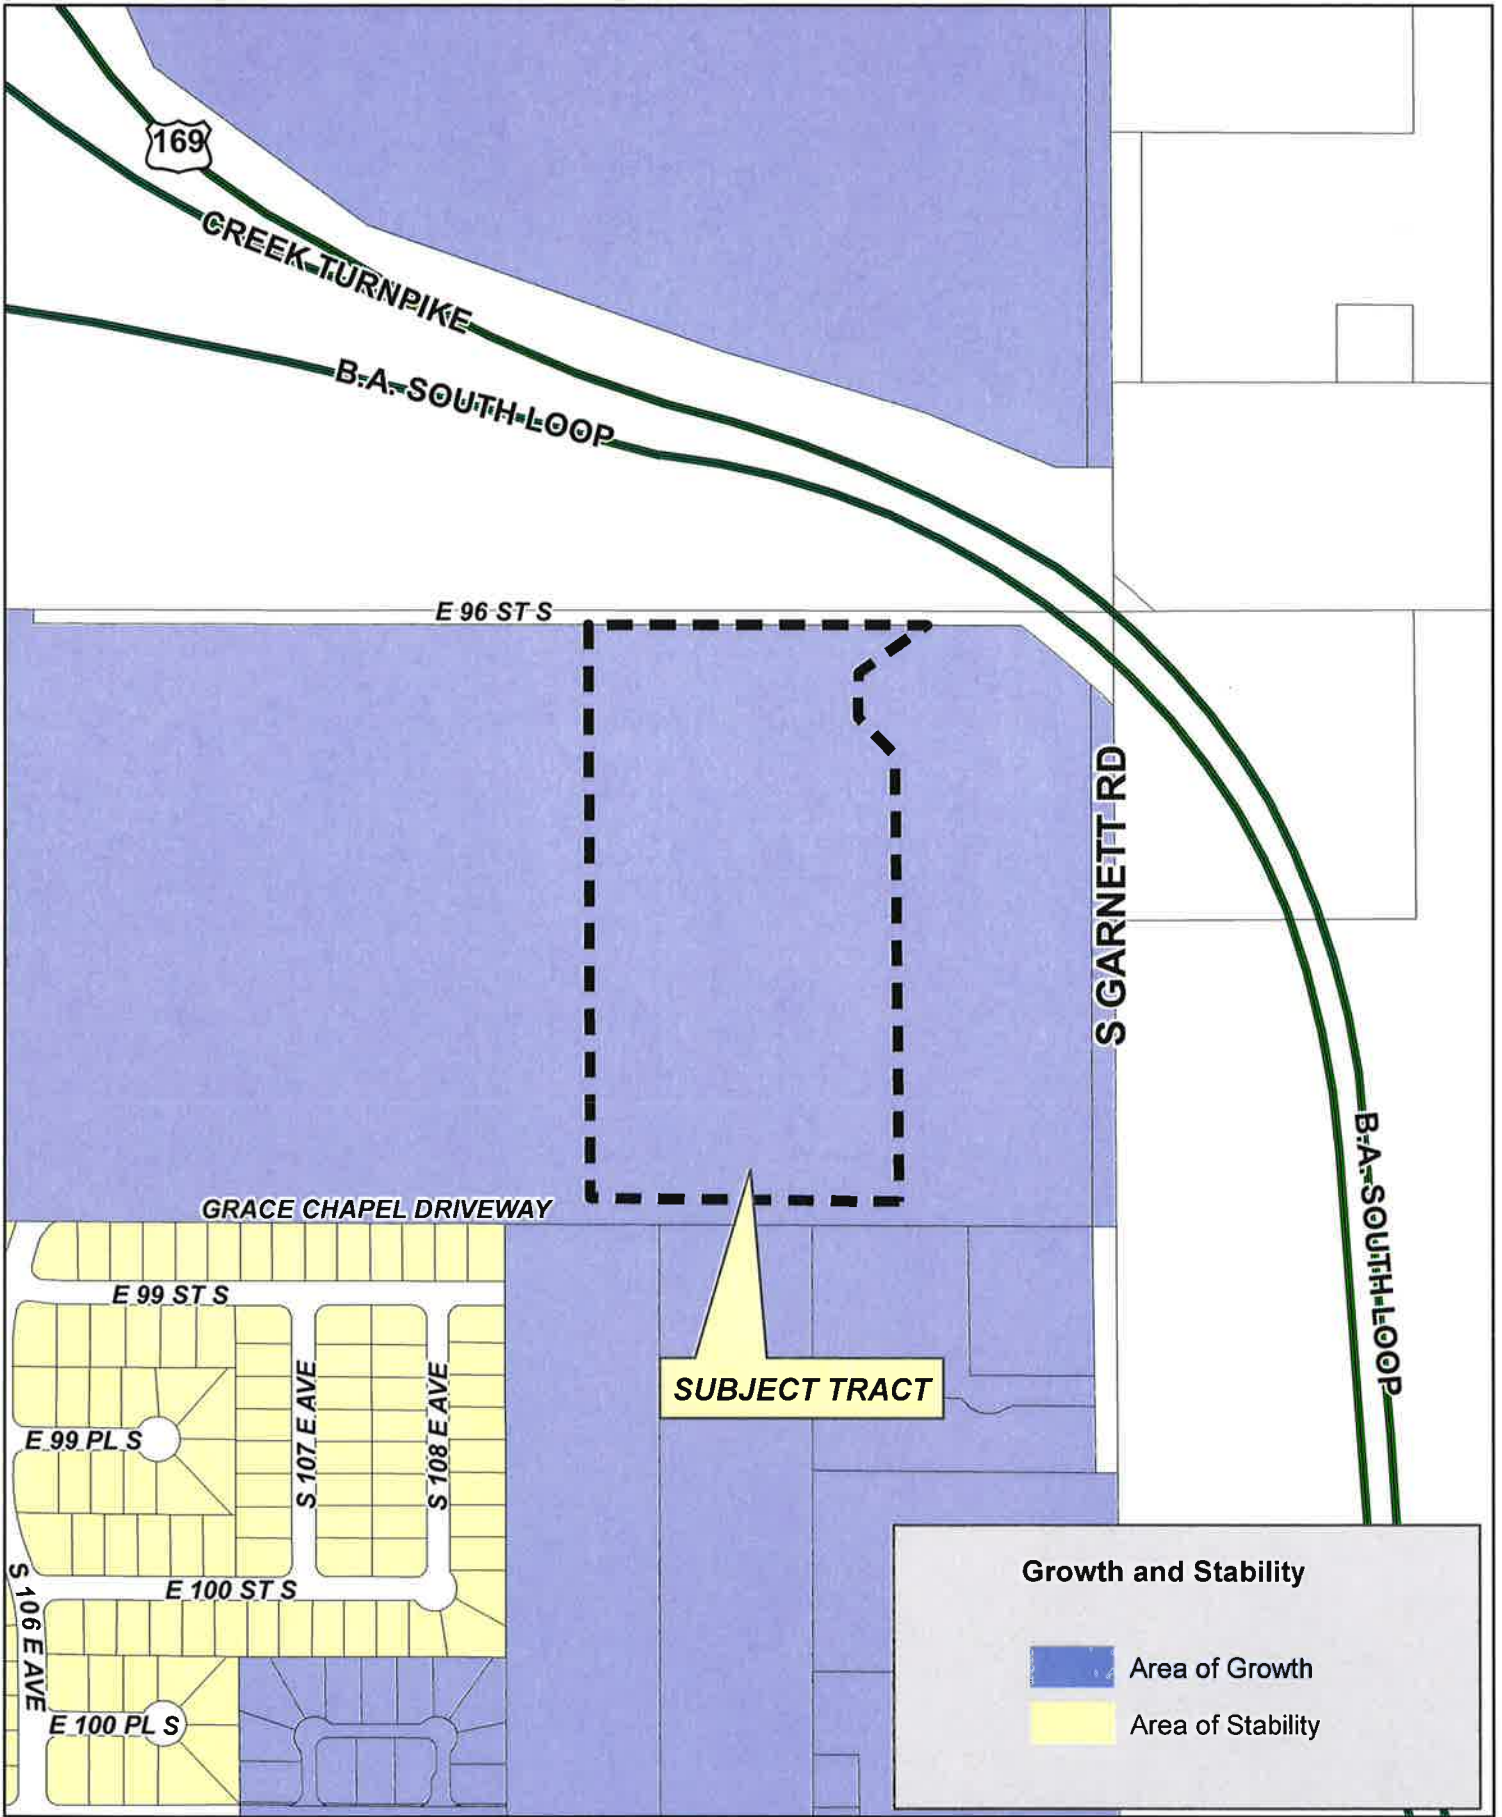 169
CREEK TURNPIKE
B.A. SOUTH LOOP
E 96 ST S
S GARNETT RD
B.A. SOUTH LOOP
GRACE CHAPEL DRIVEWAY
E 99 ST S
S 107 E AVE
S 108 E AVE
SUBJECT TRACT
E 99 PL S
E 100 ST S
S 106 E AVE
E 100 PL S
Growth and Stability
Area of Growth
Area of Stability